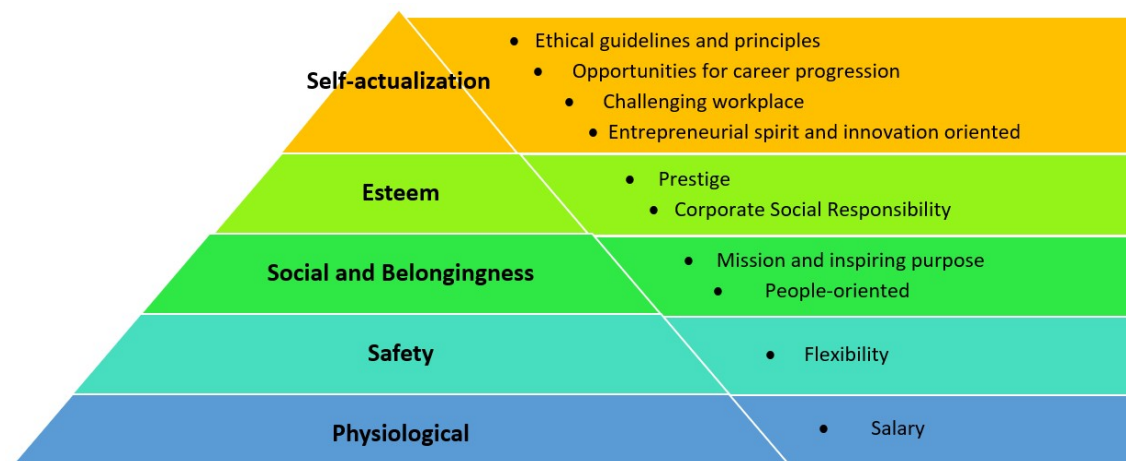 Self-actualization
• Ethical guidelines and principles
• Opportunities for career progression
• Challenging workplace
• Entrepreneurial spirit and innovation oriented
Esteem
• Prestige
• Corporate Social Responsibility
Social and Belongingness
• Mission and inspiring purpose
• People-oriented
Safety
• Flexibility
Physiological
• Salary